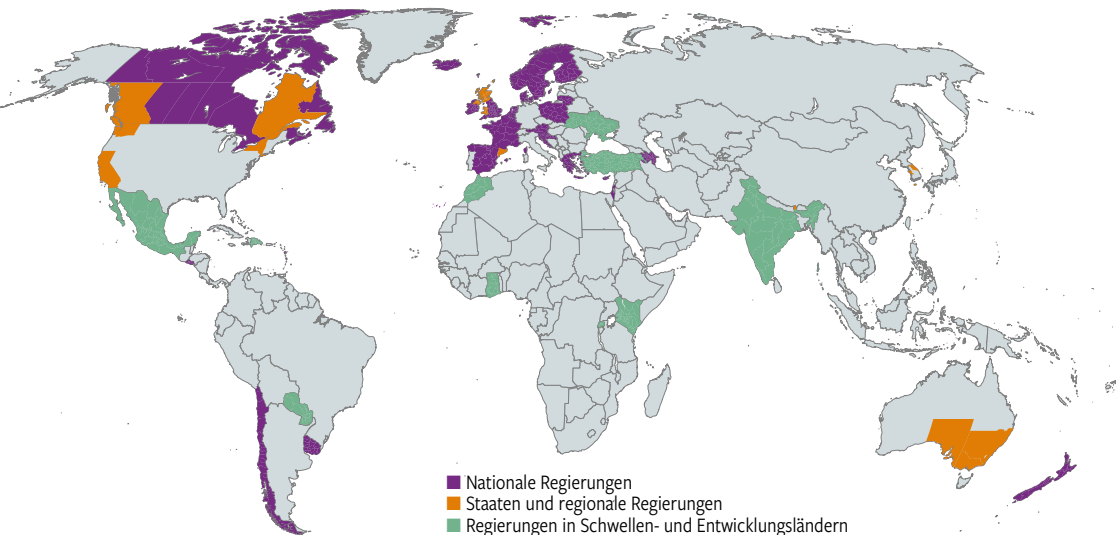 Nationale Regierungen
Staaten und regionale Regierungen
Regierungen in Schwellen- und Entwicklungsländern